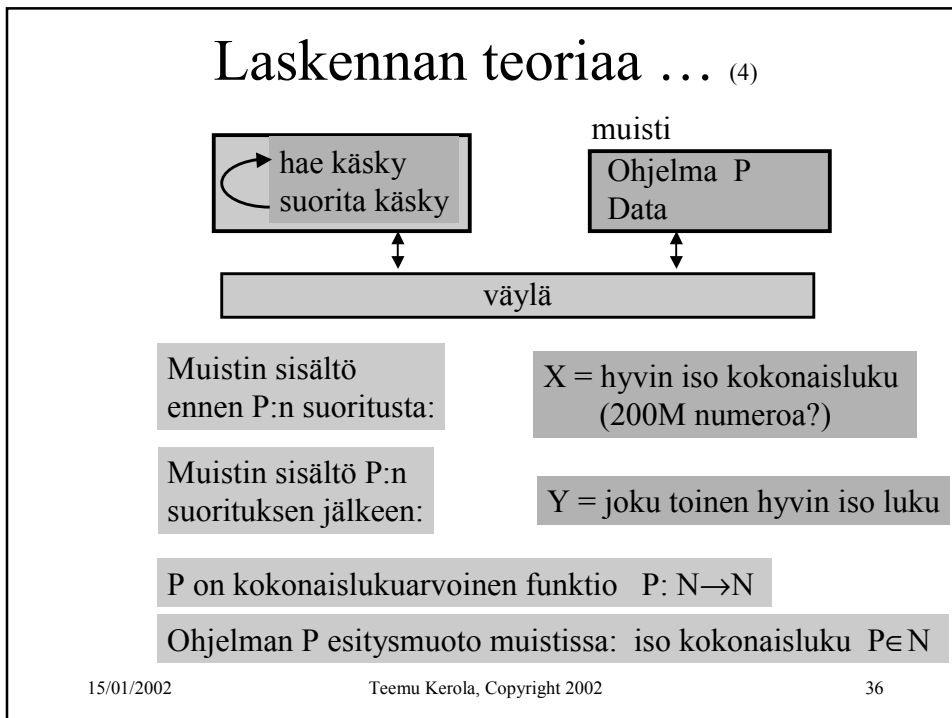 Laskennan teoriaa … (4)
hae käsky
suorita käsky
muisti
Ohjelma P
Data
väylä
Muistin sisältö
ennen P:n suoritusta:
X = hyvin iso kokonaisluku
(200M numeroa?)
Muistin sisältö P:n
suorituksen jälkeen:
Y = joku toinen hyvin iso luku
P on kokonaislukuarvoinen funktio P: N→N
Ohjelman P esitysmuoto muistissa: iso kokonaisluku P∈N
15/01/2002
Teemu Kerola, Copyright 2002
36